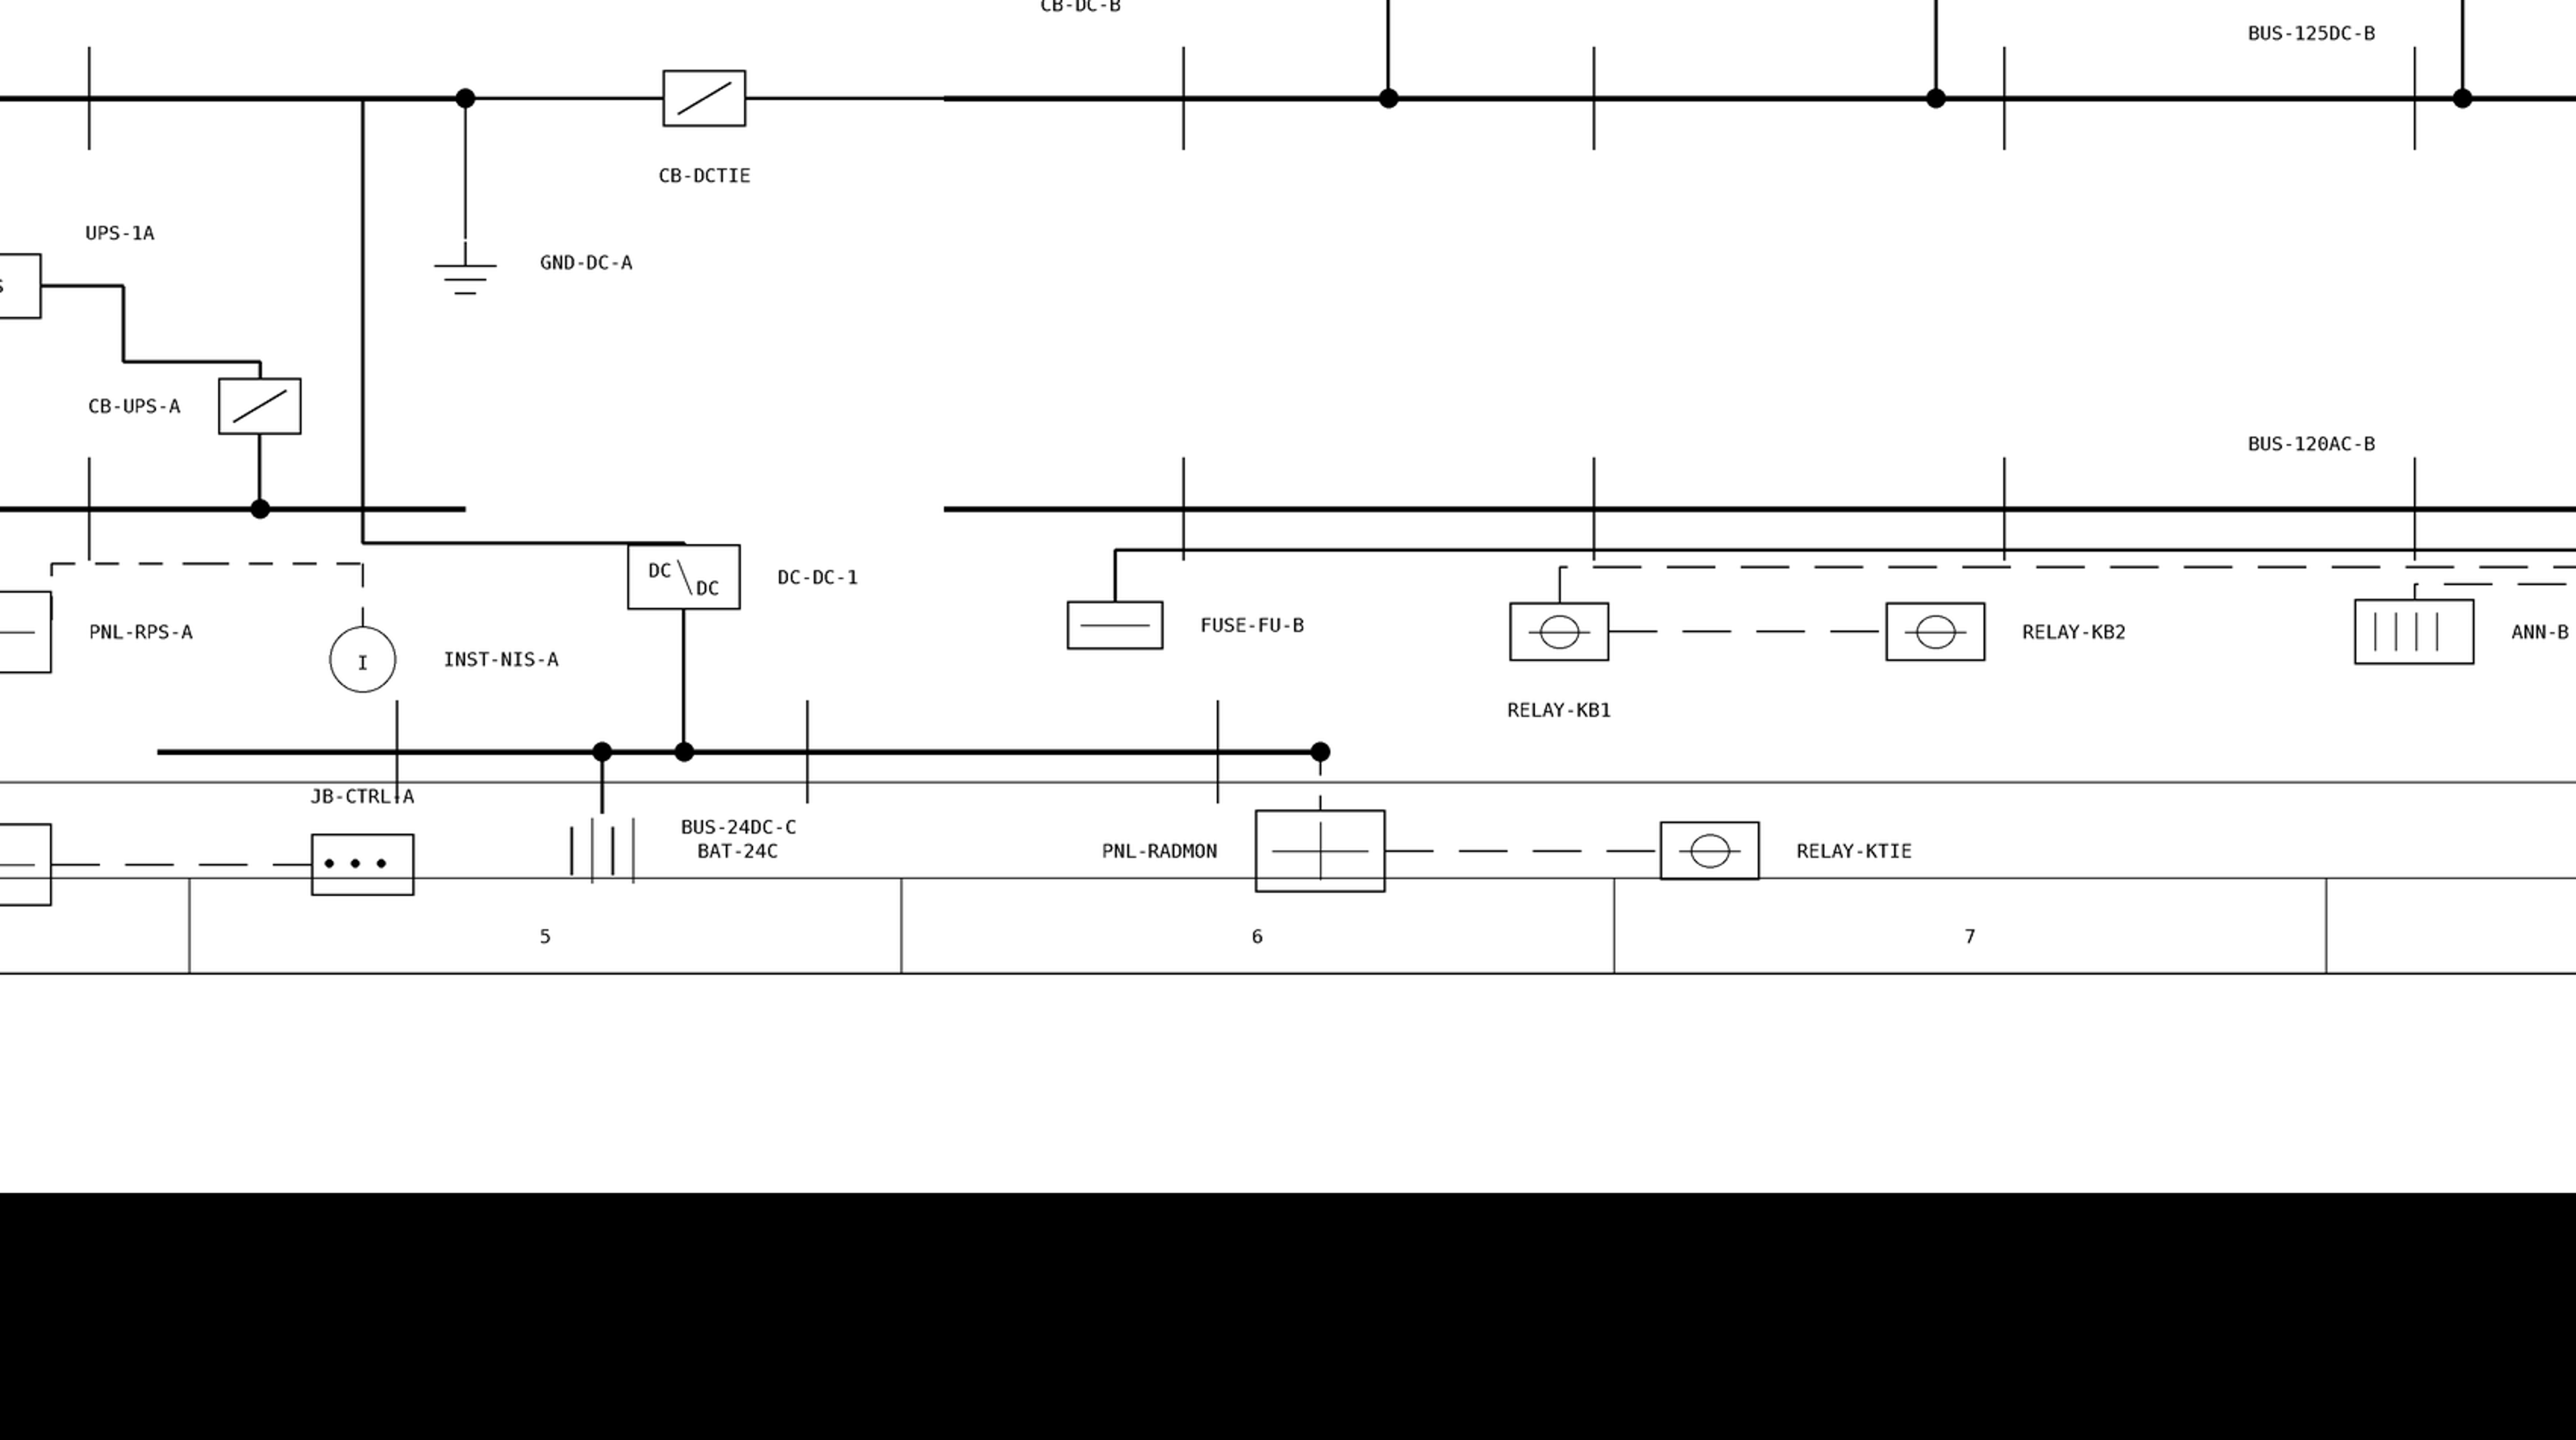 CB-DC-B
BUS-125DC-B
CB-DCTIE
UPS-1A
GND-DC-A
CB-UPS-A
BUS-120AC-B
DC
DC
DC-DC-1
PNL-RPS-A
I
INST-NIS-A
FUSE-FU-B
RELAY-KB2
ANN-B
RELAY-KB1
JB-CTRL-A
BUS-24DC-C
BAT-24C
PNL-RADMON
RELAY-KTIE
5
6
7